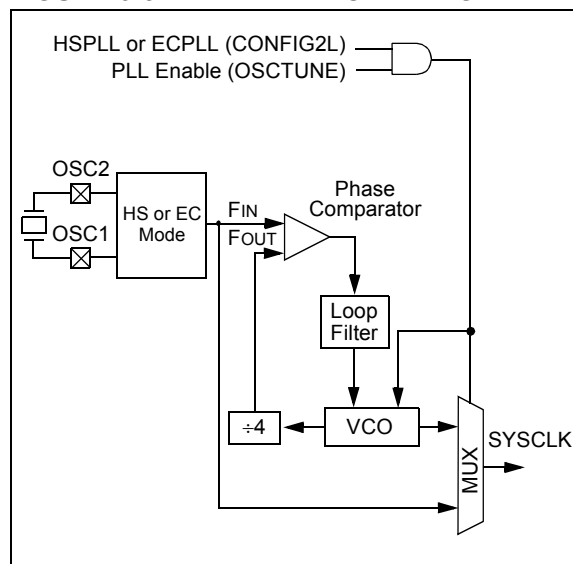 HSPLL or ECPLL (CONFIG2L)
PLL Enable (OSCTUNE)
OSC2
OSC1
HS or EC
Mode
FIN
FOUT
Phase
Comparator
Loop
Filter
÷4
VCO
MUX
SYSCLK